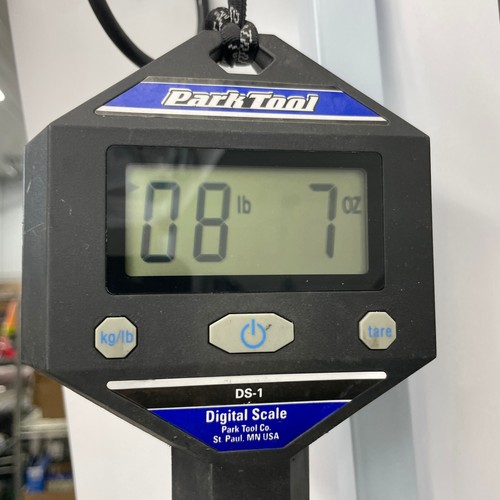 Park Tool
08 lb 7 oz
kg/lb
tare
DS-1
Digital Scale
Park Tool Co.
St. Paul, MN USA